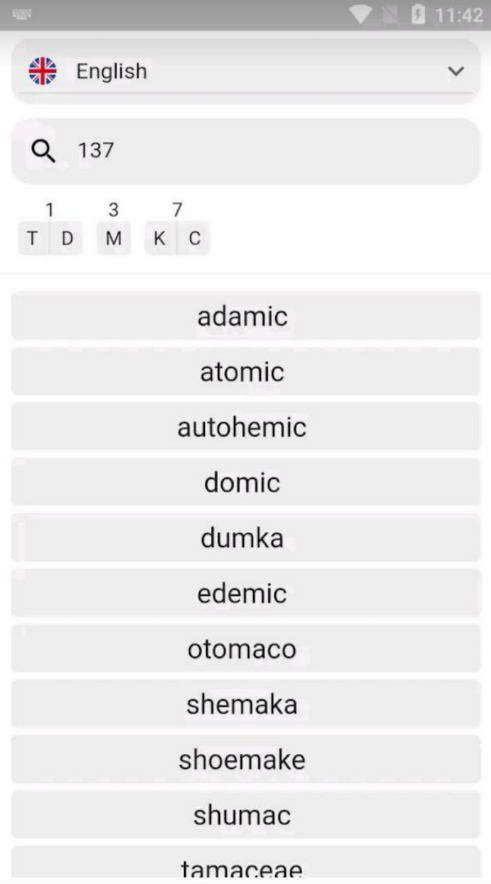 11:42
English
137
1 3 7
T D M K C
adamic
atomic
autohemic
domic
dumka
edemic
otomaco
shemaka
shoemake
shumac
tamaceae